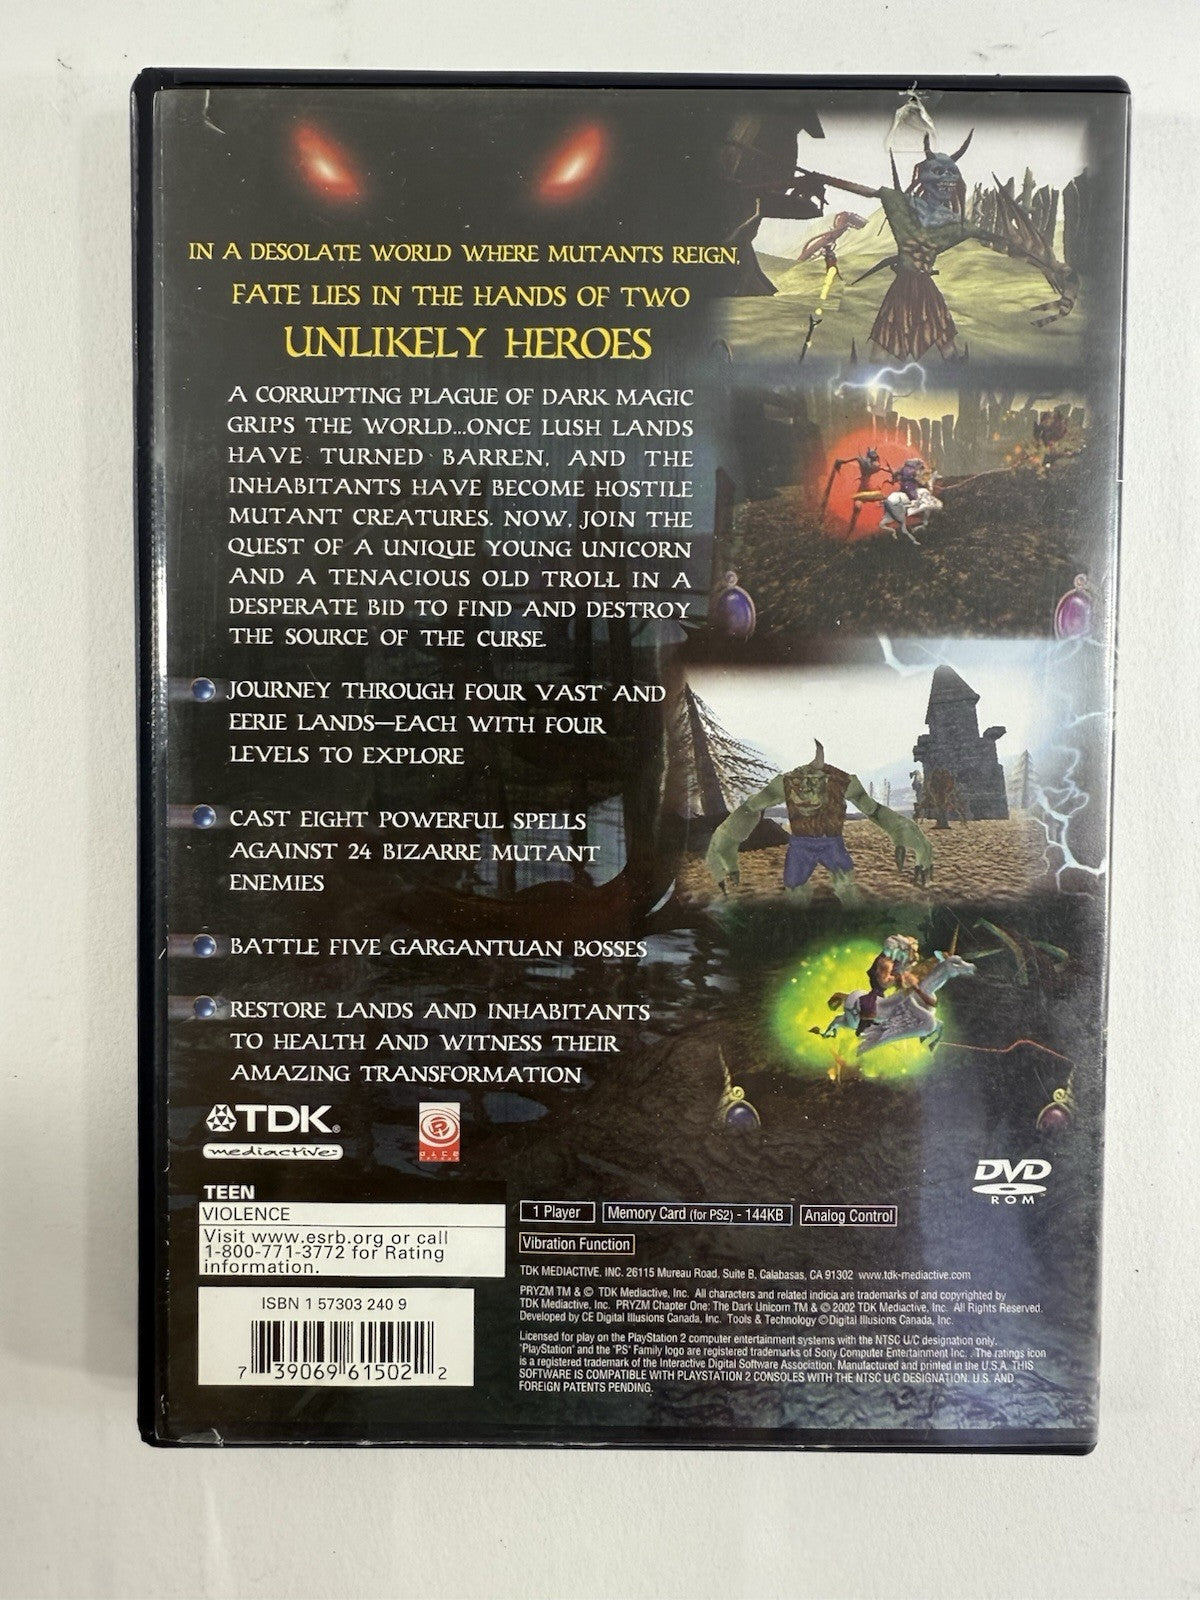 IN A DESOLATE WORLD WHERE MUTANTS REIGN,
FATE LIES IN THE HANDS OF TWO
UNLIKELY HEROES
A CORRUPTING PLAGUE OF DARK MAGIC
GRIPS THE WORLD...ONCE LUSH LANDS
HAVE TURNED BARREN, AND THE
INHABITANTS HAVE BECOME HOSTILE
MUTANT CREATURES. NOW, JOIN THE
QUEST OF A UNIQUE YOUNG UNICORN
AND A TENACIOUS OLD TROLL IN A
DESPERATE BID TO FIND AND DESTROY
THE SOURCE OF THE CURSE.
JOURNEY THROUGH FOUR VAST AND
EERIE LANDS—EACH WITH FOUR
LEVELS TO EXPLORE
CAST EIGHT POWERFUL SPELLS
AGAINST 24 BIZARRE MUTANT
ENEMIES
BATTLE FIVE GARGANTUAN BOSSES
RESTORE LANDS AND INHABITANTS
TO HEALTH AND WITNESS THEIR
AMAZING TRANSFORMATION
TDK®
mediactive™
DICE
DVD
ROM™
TEEN
VIOLENCE
Visit www.esrb.org or call
1-800-771-3772 for Rating
information.
ISBN 1 57303 240 9
7 39069 61502 2
1 Player Memory Card (for PS2) - 144KB Analog Control
Vibration Function
TDK MEDIACTIVE, INC. 26115 Mureau Road, Suite B, Calabasas, CA 91302 www.tdk-mediactive.com
PRYZM TM & © TDK Mediactive, Inc. All characters and related indicia are trademarks of and copyrighted by
TDK Mediactive, Inc. PRYZM Chapter One: The Dark Unicorn TM & © 2002 TDK Mediactive, Inc. All Rights Reserved.
Developed by CE Digital Illusions Canada, Inc. Tools & Technology ©Digital Illusions Canada, Inc.
Licensed for play on the PlayStation 2 computer entertainment systems with the NTSC U/C designation only.
"PlayStation" and the "PS" Family logo are registered trademarks of Sony Computer Entertainment Inc. The ratings icon
is a registered trademark of the Interactive Digital Software Association. Manufactured and printed in the U.S.A. THIS
SOFTWARE IS COMPATIBLE WITH PLAYSTATION 2 CONSOLES WITH THE NTSC U/C DESIGNATION. U.S. AND
FOREIGN PATENTS PENDING.